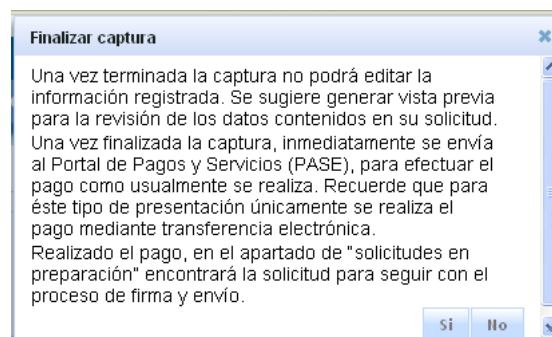 Finalizar captura
Una vez terminada la captura no podrá editar la
información registrada. Se sugiere generar vista previa
para la revisión de los datos contenidos en su solicitud.
Una vez finalizada la captura, inmediatamente se envía
al Portal de Pagos y Servicios (PASE), para efectuar el
pago como usualmente se realiza. Recuerde que para
éste tipo de presentación únicamente se realiza el
pago mediante transferencia electrónica.
Realizado el pago, en el apartado de "solicitudes en
preparación" encontrará la solicitud para seguir con el
proceso de firma y envío.
Si No